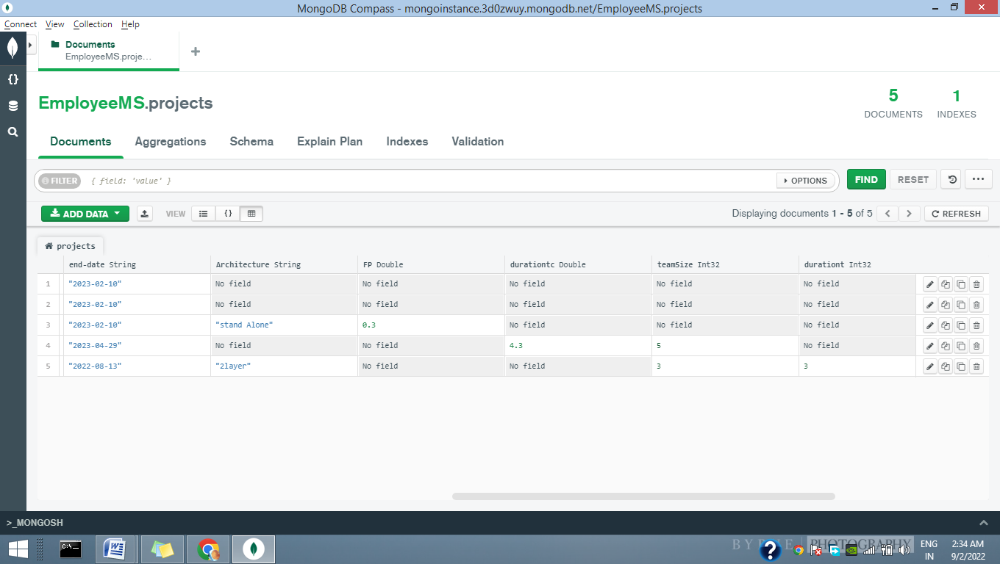 MongoDB Compass - mongoinstance.3d0zwuy.mongodb.net/EmployeeMS.projects
Connect View Collection Help
Documents
EmployeeMS.proje...
EmployeeMS.projects
5
DOCUMENTS
1
INDEXES
Documents Aggregations Schema Explain Plan Indexes Validation
FILTER { field: 'value' } OPTIONS FIND RESET
ADD DATA VIEW {} Displaying documents 1 - 5 of 5 REFRESH
projects
end-date String Architecture String FP Double durationtc Double teamSize Int32 durationt Int32
1 "2023-02-10" No field No field No field No field No field
2 "2023-02-10" No field No field No field No field No field
3 "2023-02-10" "stand Alone" 0.3 No field No field No field
4 "2023-04-29" No field No field 4.3 5 No field
5 "2022-08-13" "2layer" No field No field 3 3
>_MONGOSH
PHOTOGRAPHY
ENG 2:34 AM
IN 9/2/2022